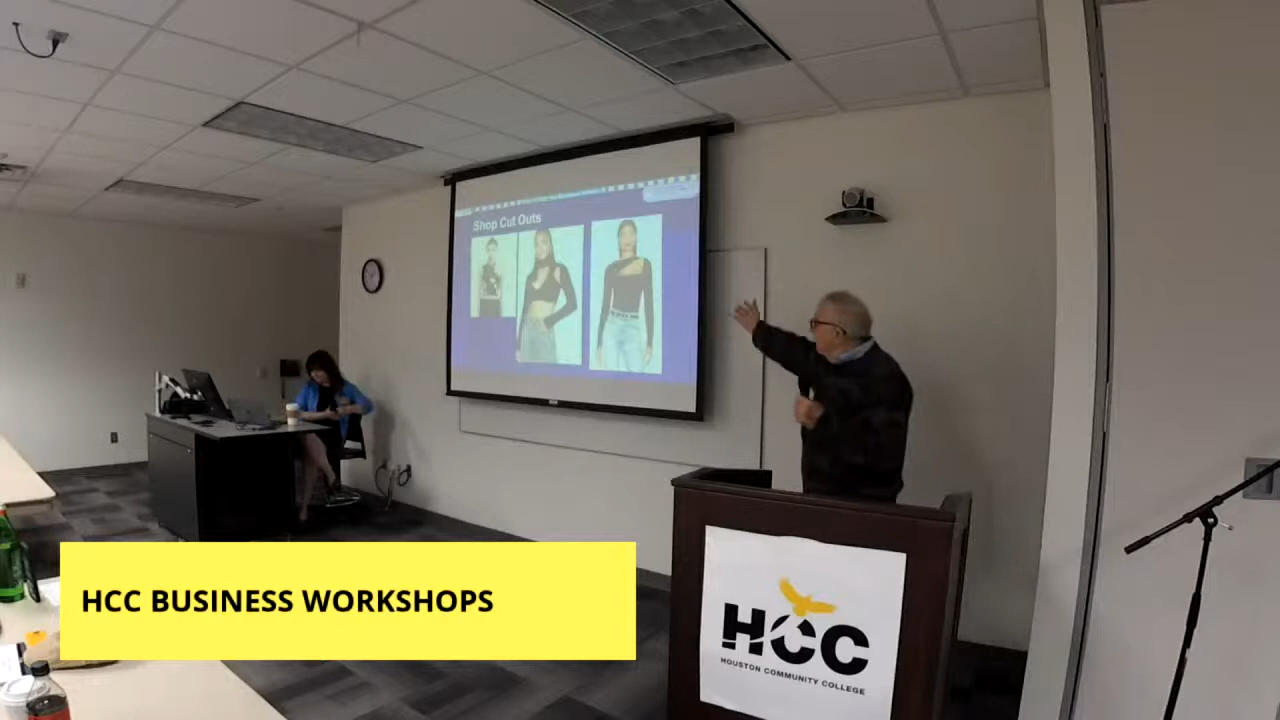 Shop Cut Outs
HCC BUSINESS WORKSHOPS
HCC
HOUSTON COMMUNITY COLLEGE